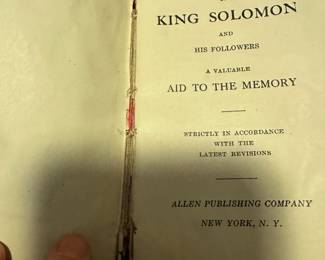 KING SOLOMON
AND
HIS FOLLOWERS
A VALUABLE
AID TO THE MEMORY
STRICTLY IN ACCORDANCE
WITH THE
LATEST REVISIONS
ALLEN PUBLISHING COMPANY
NEW YORK, N. Y.